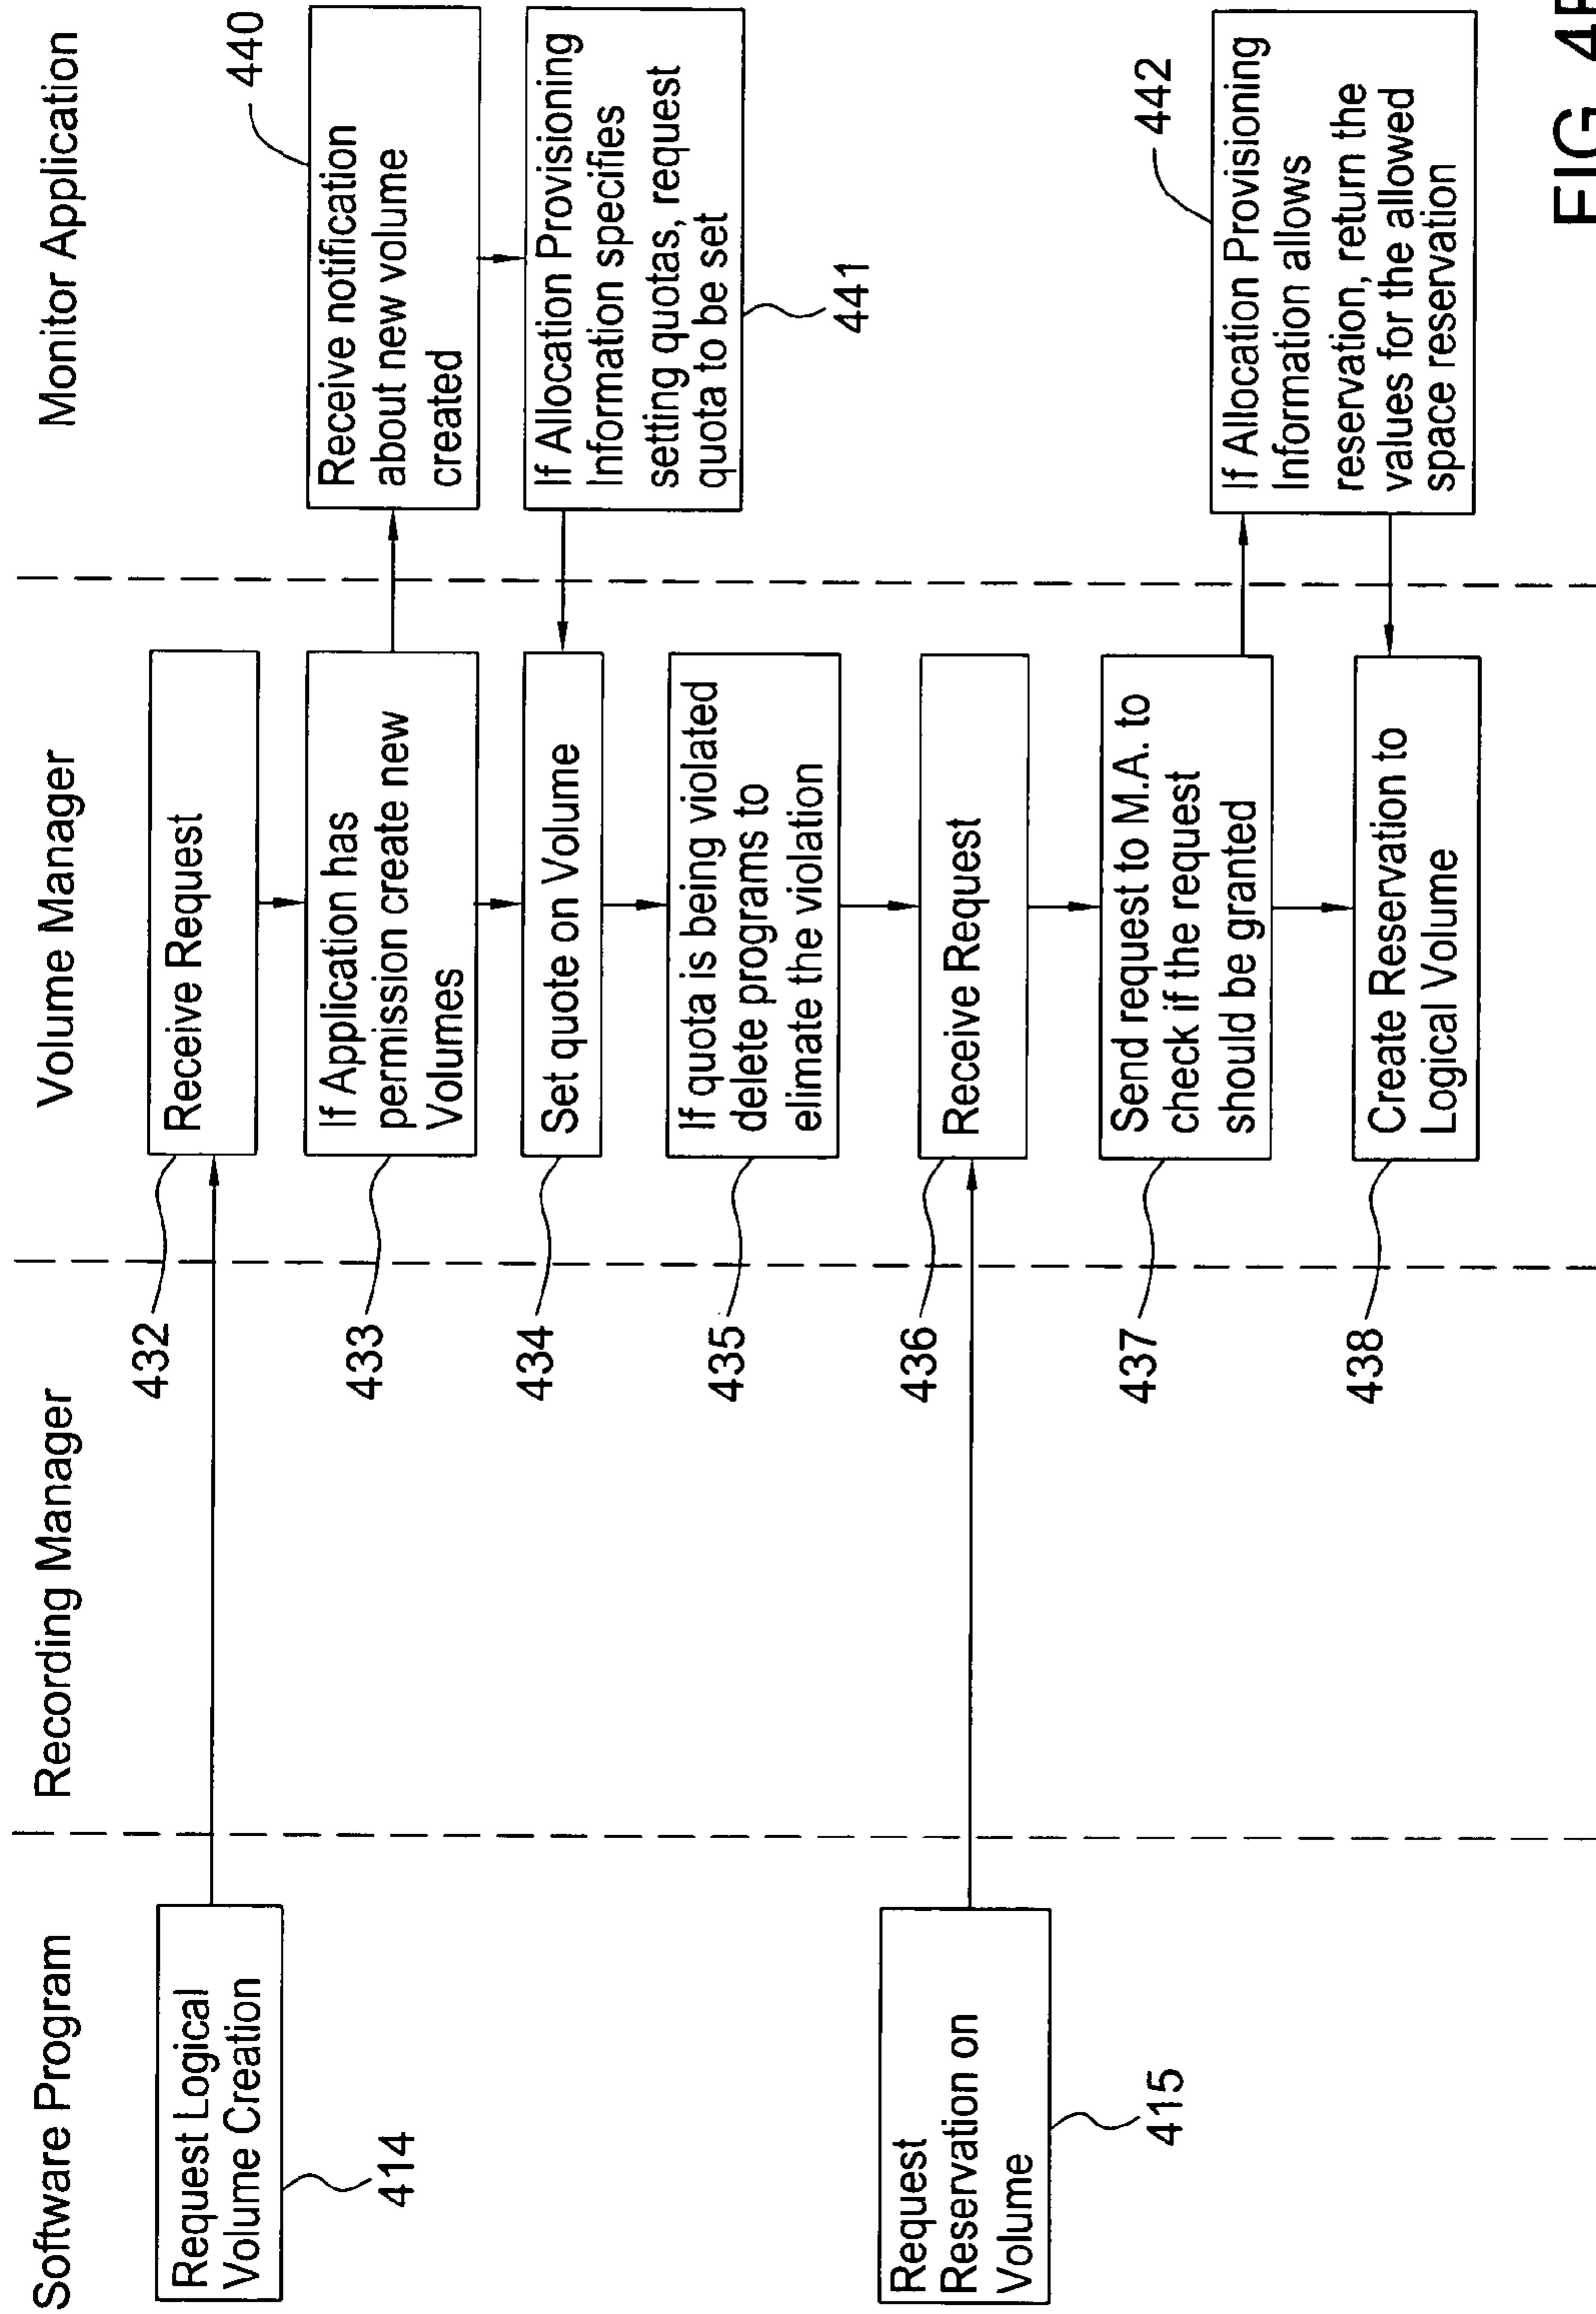 Software Program
Recording Manager
Volume Manager
Monitor Application
Request Logical
Volume Creation
414
432
Receive Request
433
If Application has
permission create new
Volumes
440
Receive notification
about new volume
created
434
Set quote on Volume
If Allocation Provisioning
Information specifies
setting quotas, request
quota to be set
441
435
If quota is being violated
delete programs to
elimate the violation
Request
Reservation on
Volume
415
436
Receive Request
437
Send request to M.A. to
check if the request
should be granted
442
If Allocation Provisioning
Information allows
reservation, return the
values for the allowed
space reservation
438
Create Reservation to
Logical Volume
FIG.